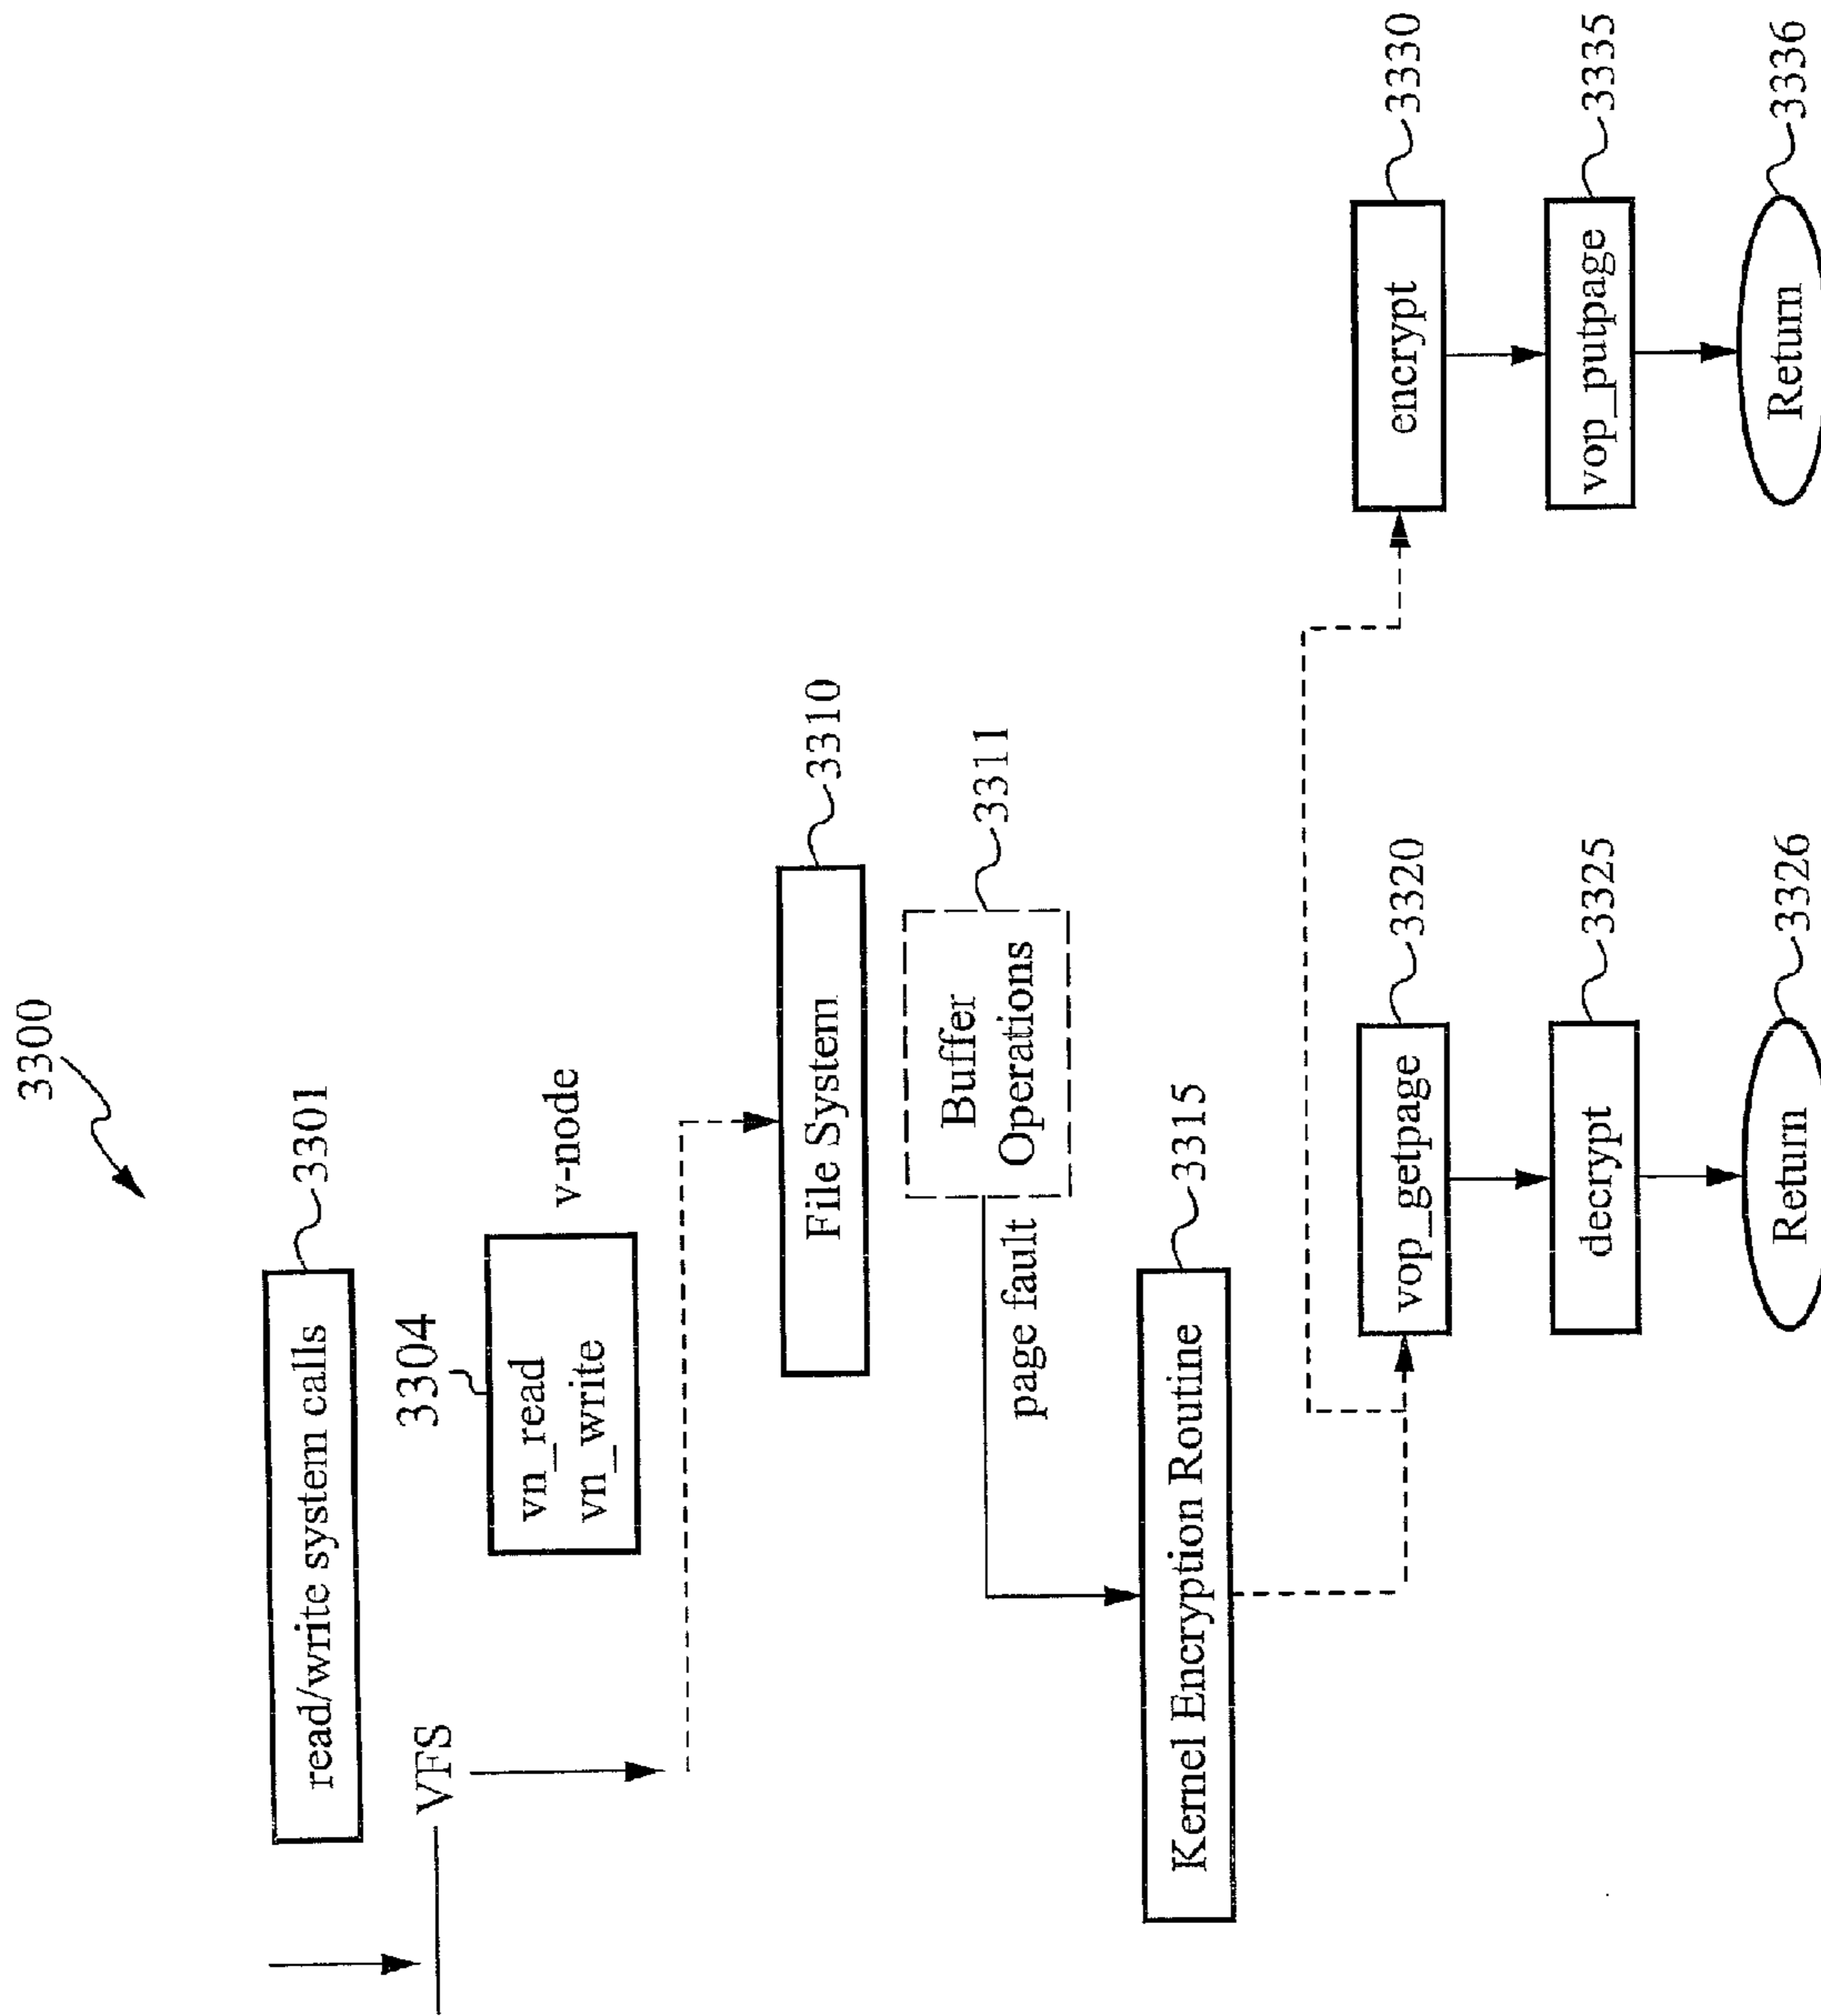 3300
read/write system calls
3301
VFS
3304
vn_read
vn_write
v-node
File System
3310
Buffer
Operations
3311
page fault
Kernel Encryption Routine
3315
vop_getpage
3320
decrypt
3325
Return
3326
encrypt
3330
vop_putpage
3335
Return
3336